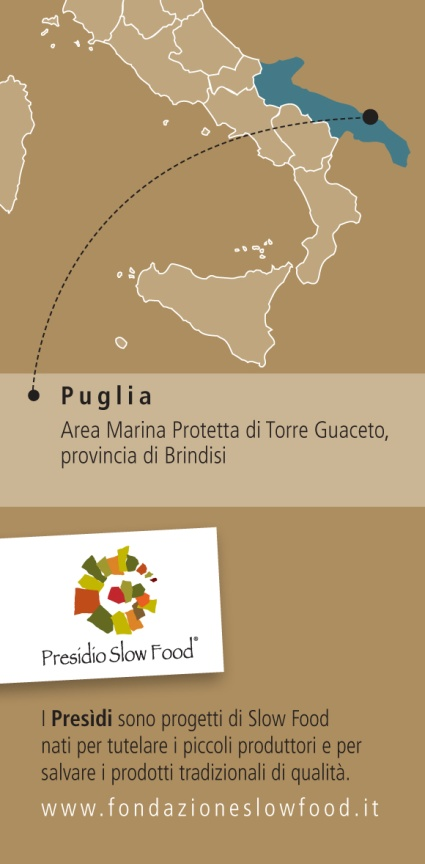 Puglia
Area Marina Protetta di Torre Guaceto,
provincia di Brindisi
Presidio Slow Food®
I Presìdi sono progetti di Slow Food
nati per tutelare i piccoli produttori e per
salvare i prodotti tradizionali di qualità.
www.fondazioneslowfood.it